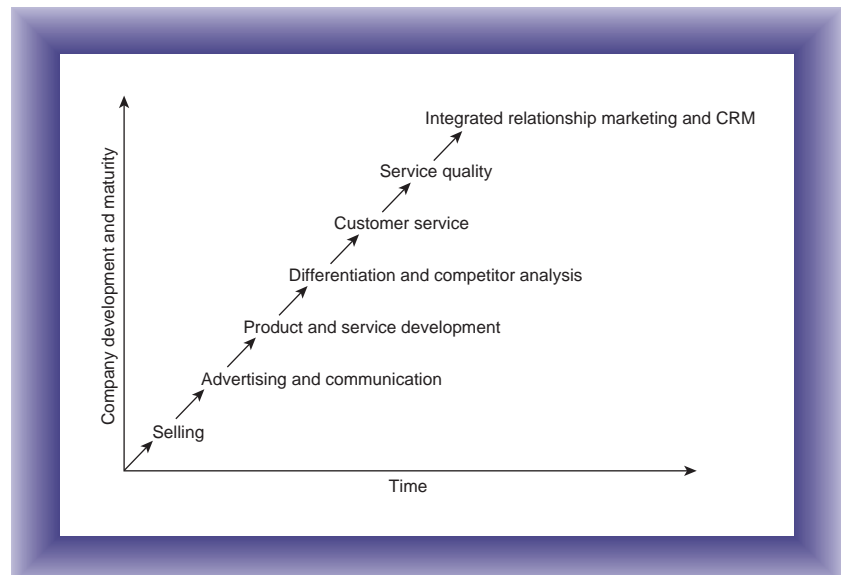 Integrated relationship marketing and CRM
Service quality
Customer service
Differentiation and competitor analysis
Product and service development
Advertising and communication
Selling
Company development and maturity
Time